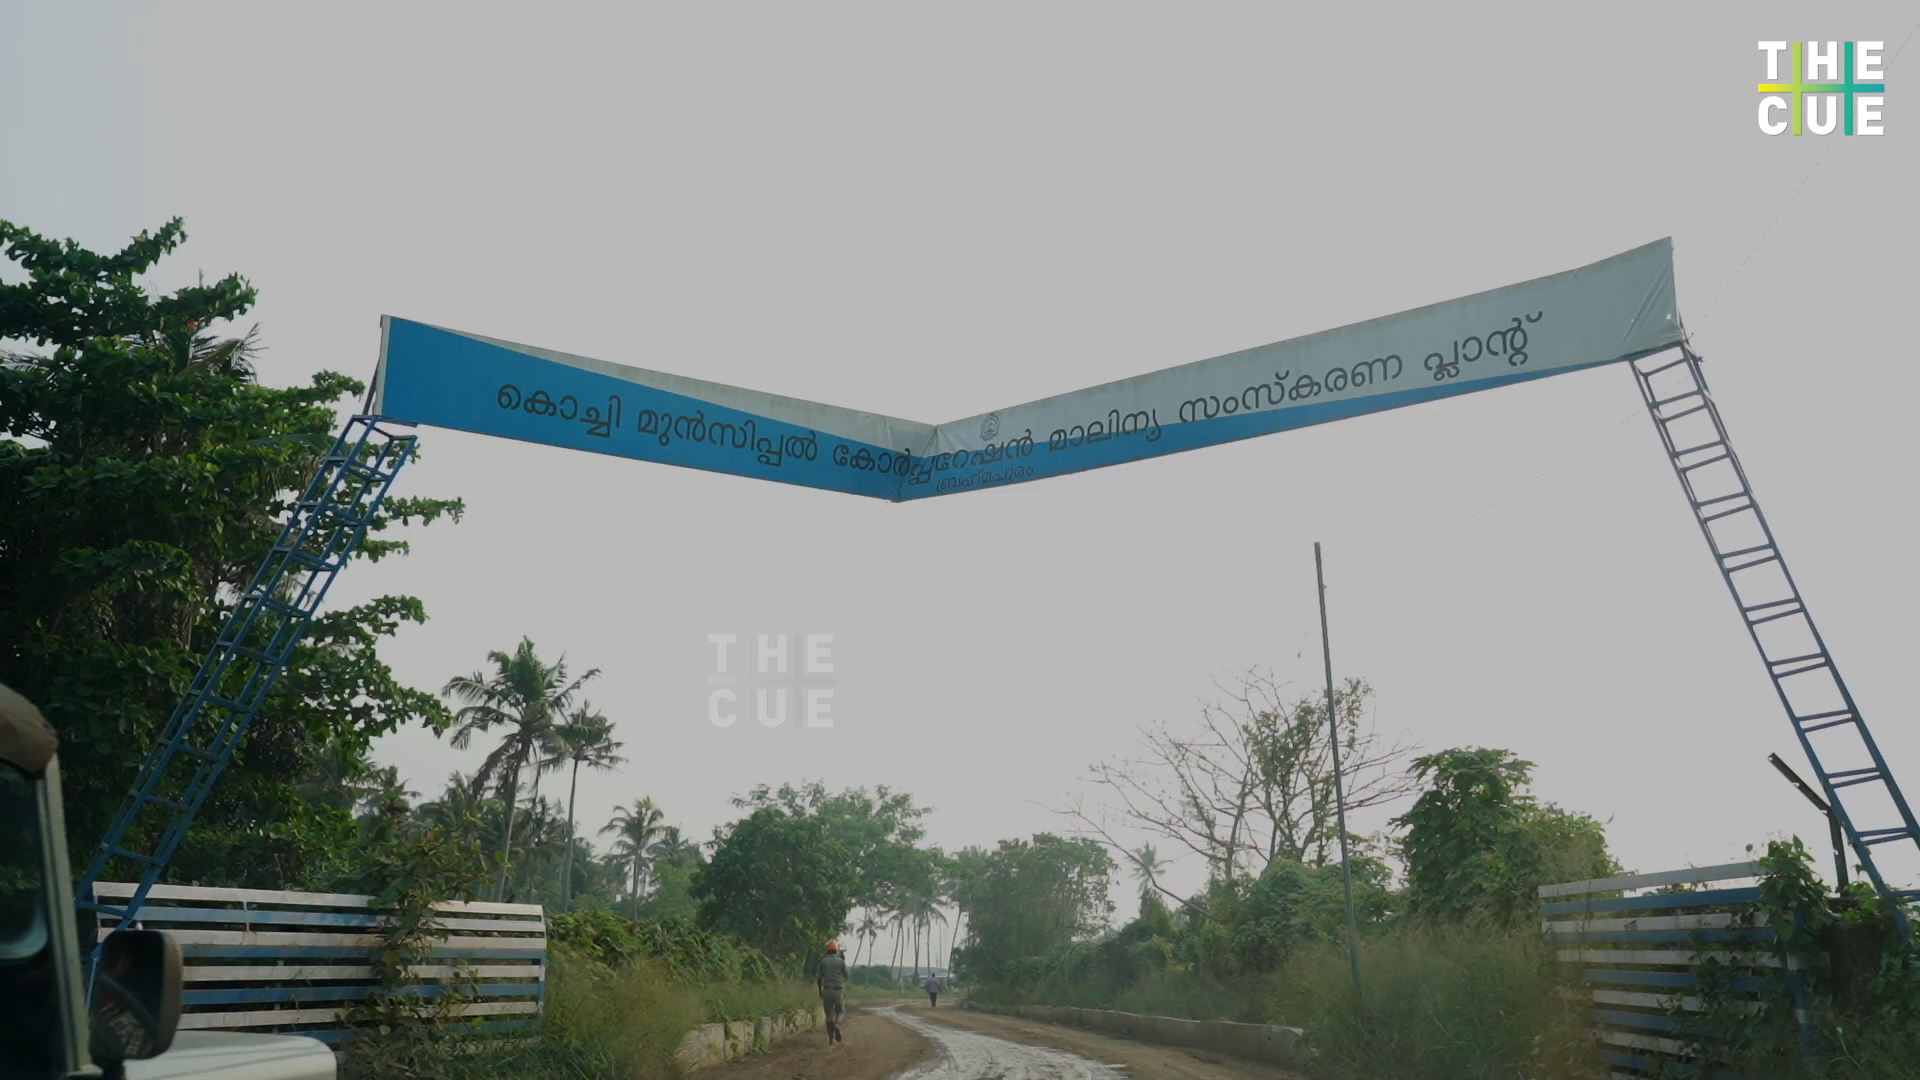 THE
CUE
കൊച്ചി മുൻസിപ്പൽ കോർപ്പറേഷൻ മാലിന്യ സംസ്കരണ പ്ലാന്റ്
ബ്രഹ്മപുരം
THE
CUE